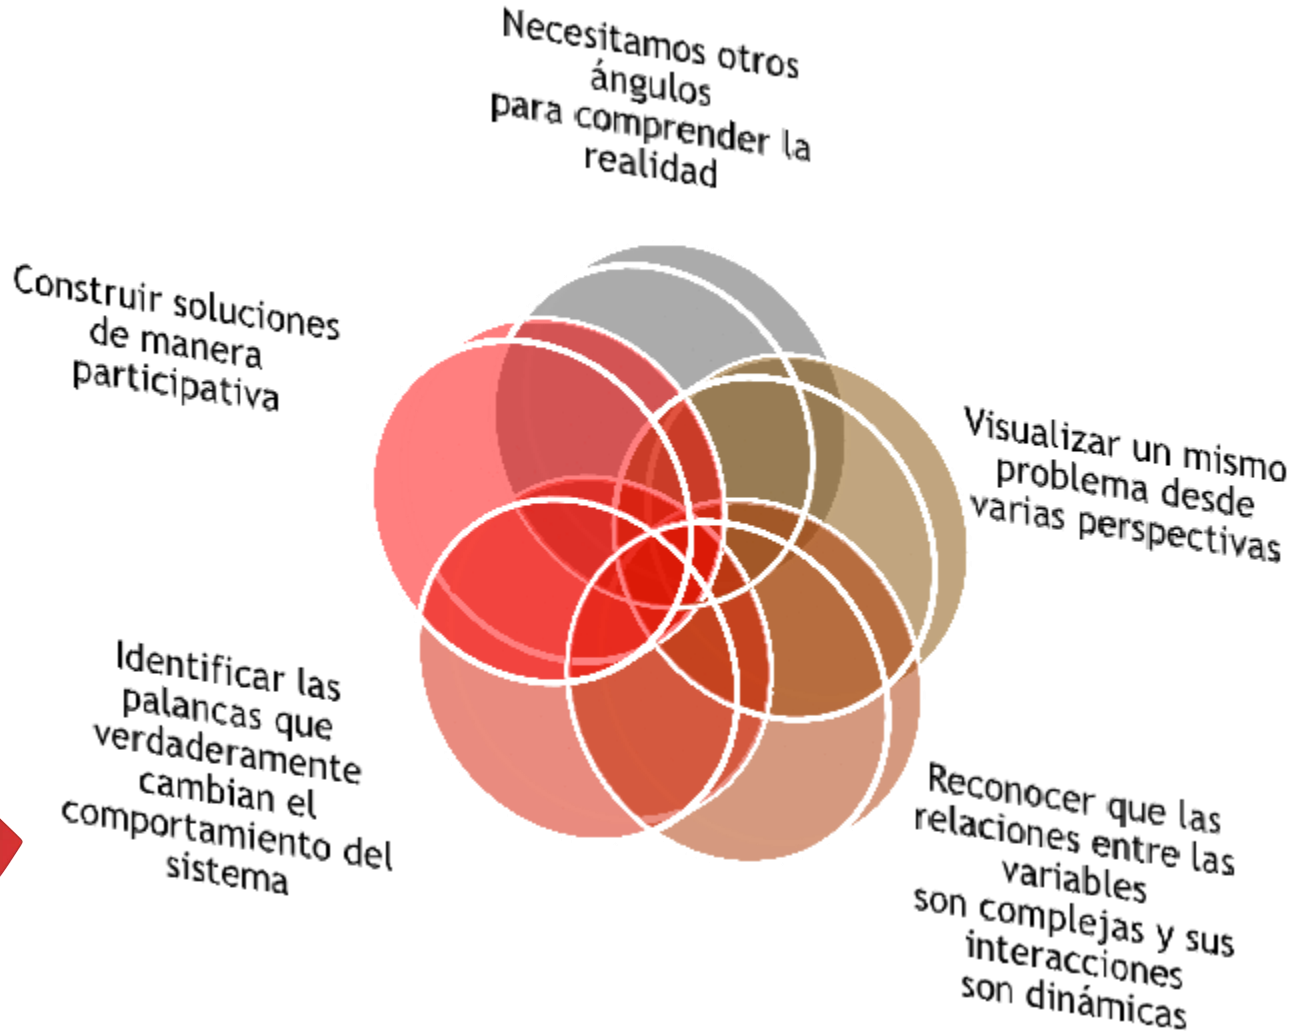 Necesitamos otros
ángulos
para comprender la
realidad
Visualizar un mismo
problema desde
varias perspectivas
Reconocer que las
relaciones entre las
variables
son complejas y sus
interacciones
son dinámicas
Identificar las
palancas que
verdaderamente
cambian el
comportamiento del
sistema
Construir soluciones
de manera
participativa